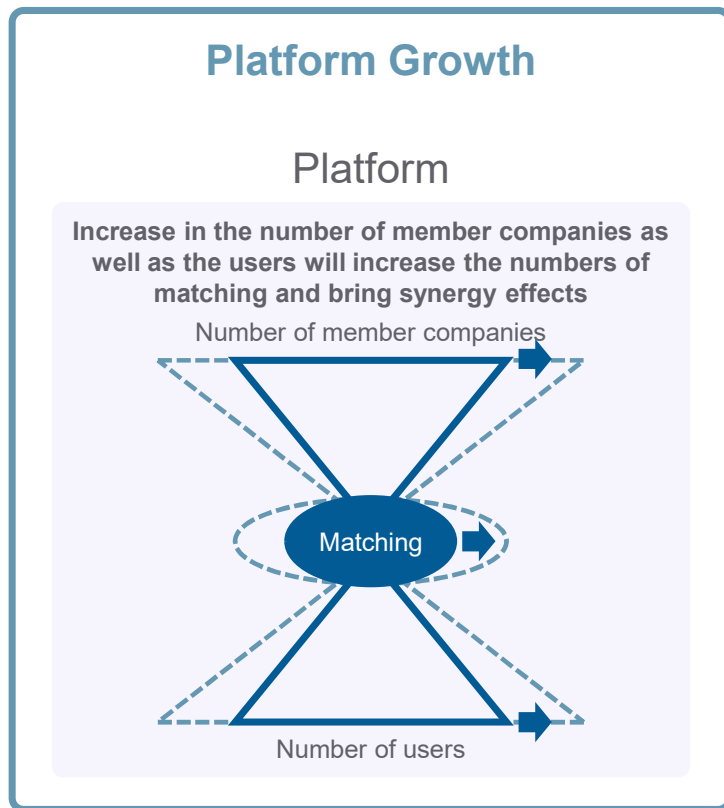 Platform Growth
Platform
Increase in the number of member companies as
well as the users will increase the numbers of
matching and bring synergy effects
Number of member companies
Matching
Number of users